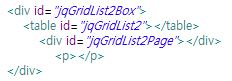 <div id="jqGridList2Box">
<table id="jqGridList2"></table>
<div id="jqGridList2Page"></div>
<p></p>
</div>